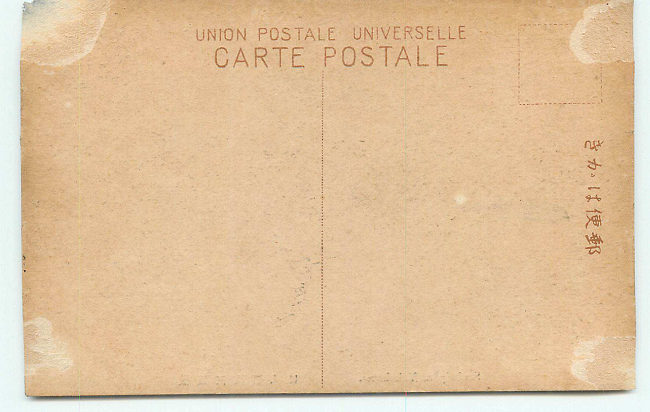 UNION POSTALE UNIVERSELLE
CARTE POSTALE
郵便はかき